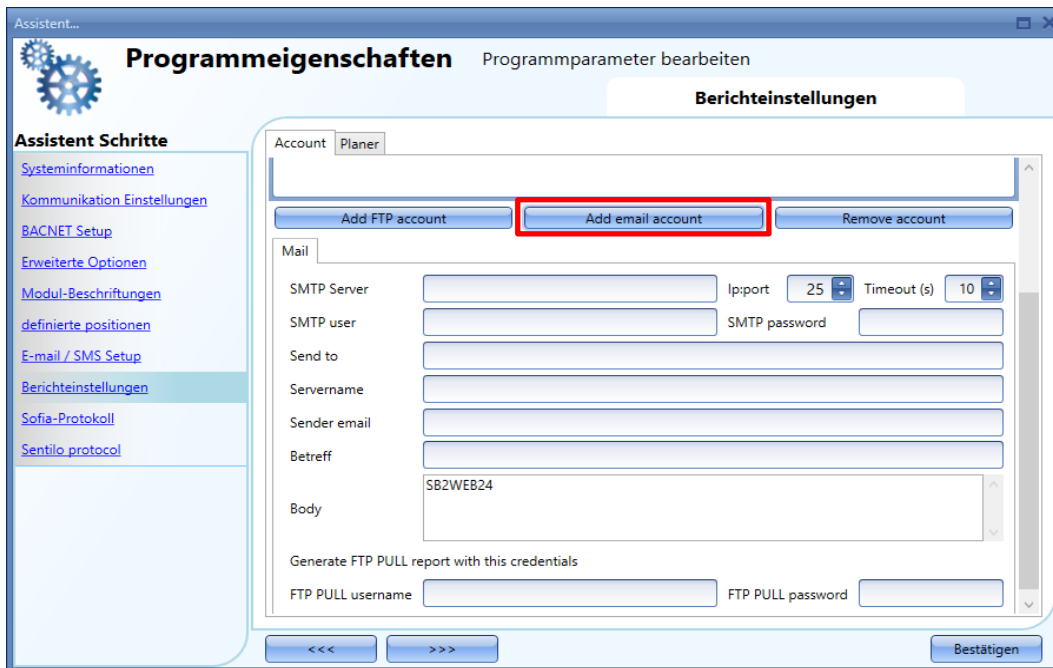 Assistent...
Programmeigenschaften Programmparameter bearbeiten
Berichteinstellungen
Assistent Schritte
Systeminformationen
Kommunikation Einstellungen
BACNET Setup
Erweiterte Optionen
Modul-Beschriftungen
definierte positionen
E-mail / SMS Setup
Berichteinstellungen
Sofia-Protokoll
Sentilo protocol
Account Planer
Add FTP account Add email account Remove account
Mail
SMTP Server Ip:port 25 Timeout (s) 10
SMTP user SMTP password
Send to
Servername
Sender email
Betreff
Body SB2WEB24
Generate FTP PULL report with this credentials
FTP PULL username FTP PULL password
<<< >>> Bestätigen